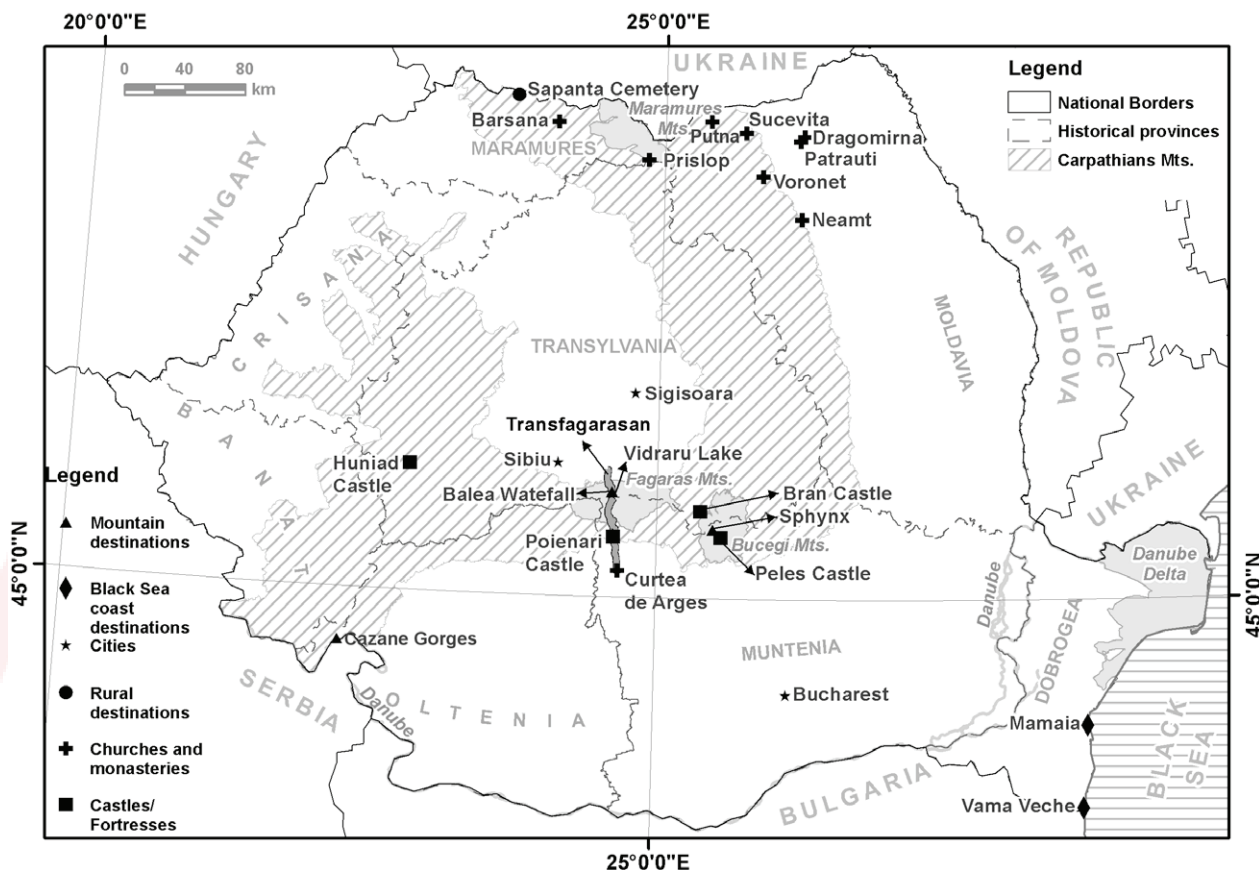 20°0'0"E
25°0'0"E
0 40 80
km
UKRAINE
Legend
National Borders
Historical provinces
Carpathians Mts.
Sapanta Cemetery
Barsana
Maramures
Mts.
MARAMURES
Putna
Sucevita
Dragomirna
Patrauti
Prislop
Voronet
Neamt
HUNGARY
REPUBLIC
OF MOLDOVA
CRISANA
MOLDAVIA
TRANSYLVANIA
Sigisoara
BANAT
Transfagarasan
Sibiu
Vidraru Lake
Fagaras Mts.
Huniad
Castle
Balea Watefall
Bran Castle
Sphynx
Bucegi Mts.
Peles Castle
Poienari
Castle
Curtea
de Arges
UKRAINE
Danube
Delta
Danube
DOBROGEA
45°0'0"N
45°0'0"N
Legend
Mountain
destinations
Black Sea
coast
destinations
Cities
Rural
destinations
Churches and
monasteries
Castles/
Fortresses
Cazane Gorges
SERBIA
Danube
OLTENIA
MUNTENIA
Bucharest
Mamaia
Vama Veche
BULGARIA
BLACK
SEA
25°0'0"E